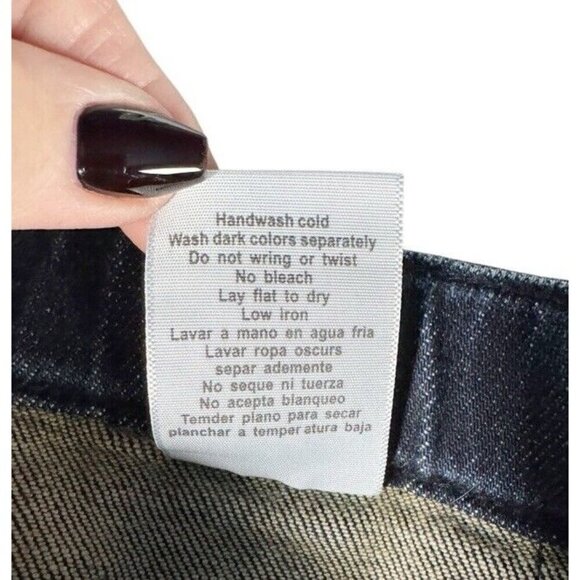 Handwash cold
Wash dark colors separately
Do not wring or twist
No bleach
Lay flat to dry
Low iron
Lavar a mano en agua fria
Lavar ropa oscurs
separ ademente
No seque ni tuerza
No acepta blanqueo
Temder plano para secar
planchar a temper atura baja